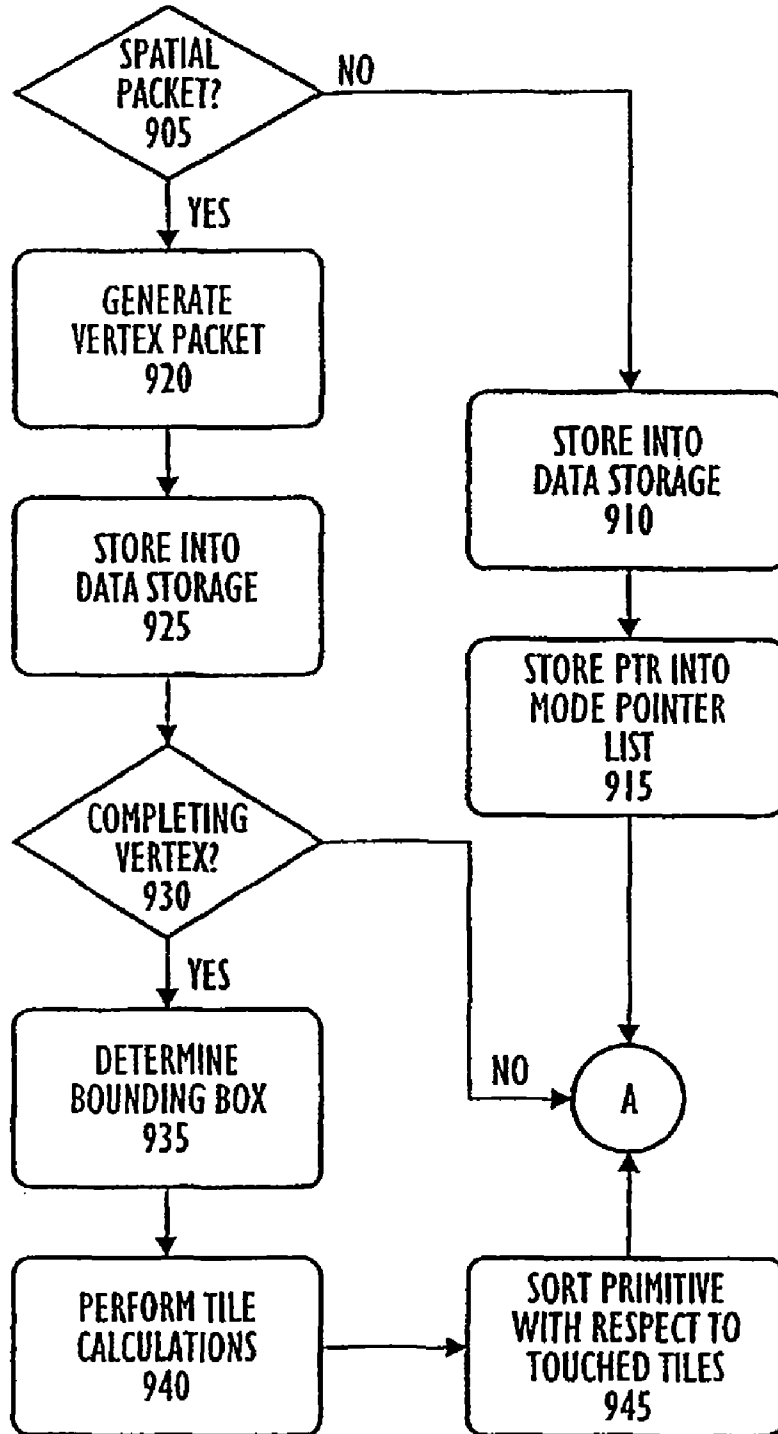 SPATIAL
PACKET?
905
NO
YES
GENERATE
VERTEX PACKET
920
STORE INTO
DATA STORAGE
910
STORE INTO
DATA STORAGE
925
STORE PTR INTO
MODE POINTER
LIST
915
COMPLETING
VERTEX?
930
YES
NO
A
DETERMINE
BOUNDING BOX
935
PERFORM TILE
CALCULATIONS
940
SORT PRIMITIVE
WITH RESPECT TO
TOUCHED TILES
945